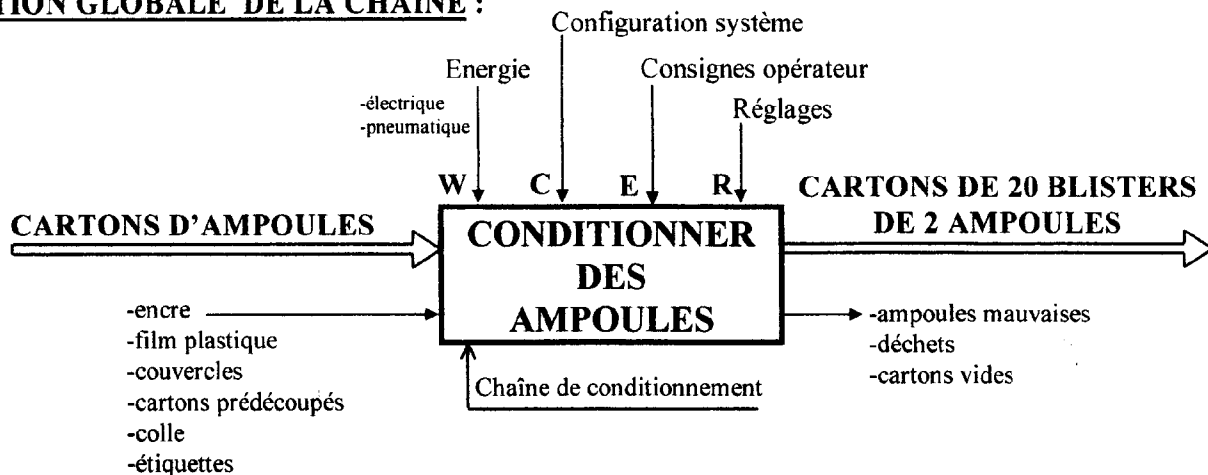 TION GLOBALE DE LA CHAINE :
Configuration système
Energie
Consignes opérateur
-électrique
-pneumatique
Réglages
W C E R
CARTONS D'AMPOULES
CONDITIONNER
DES
AMPOULES
CARTONS DE 20 BLISTERS
DE 2 AMPOULES
-encre
-film plastique
-couvercles
-cartons prédécoupés
-colle
-étiquettes
-ampoules mauvaises
-déchets
-cartons vides
Chaîne de conditionnement